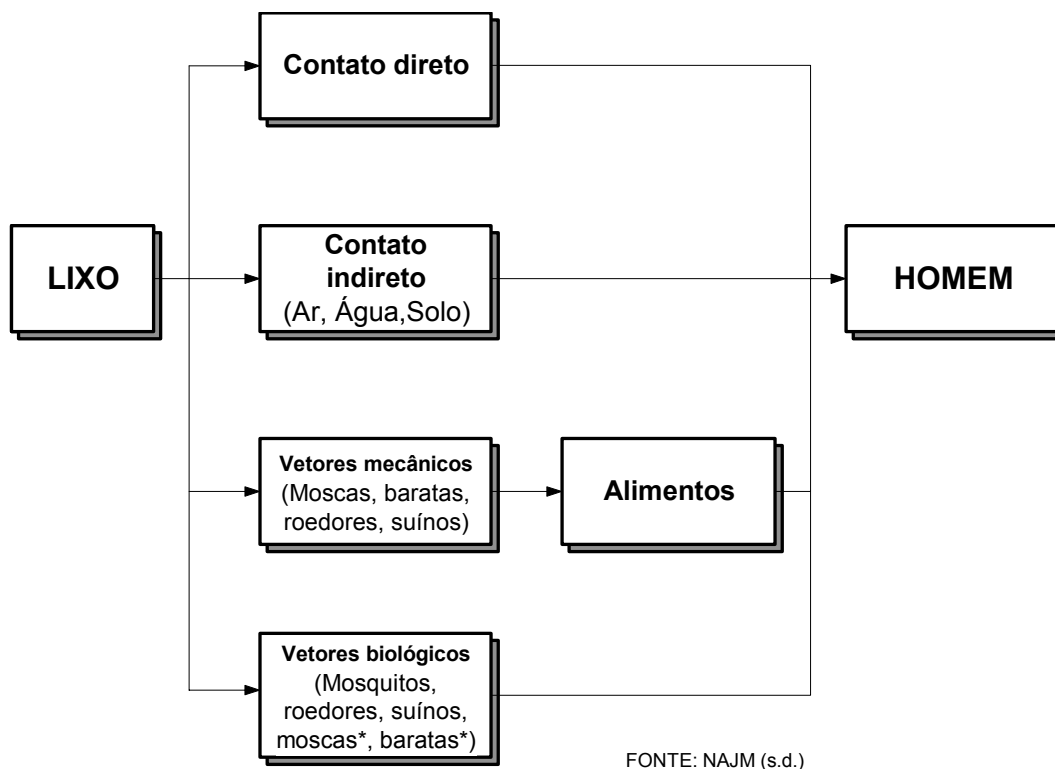 Contato direto
LIXO
Contato
indireto
(Ar, Água,Solo)
HOMEM
Vetores mecânicos
(Moscas, baratas,
roedores, suínos)
Alimentos
Vetores biológicos
(Mosquitos,
roedores, suínos,
moscas*, baratas*)
FONTE: NAJM (s.d.)